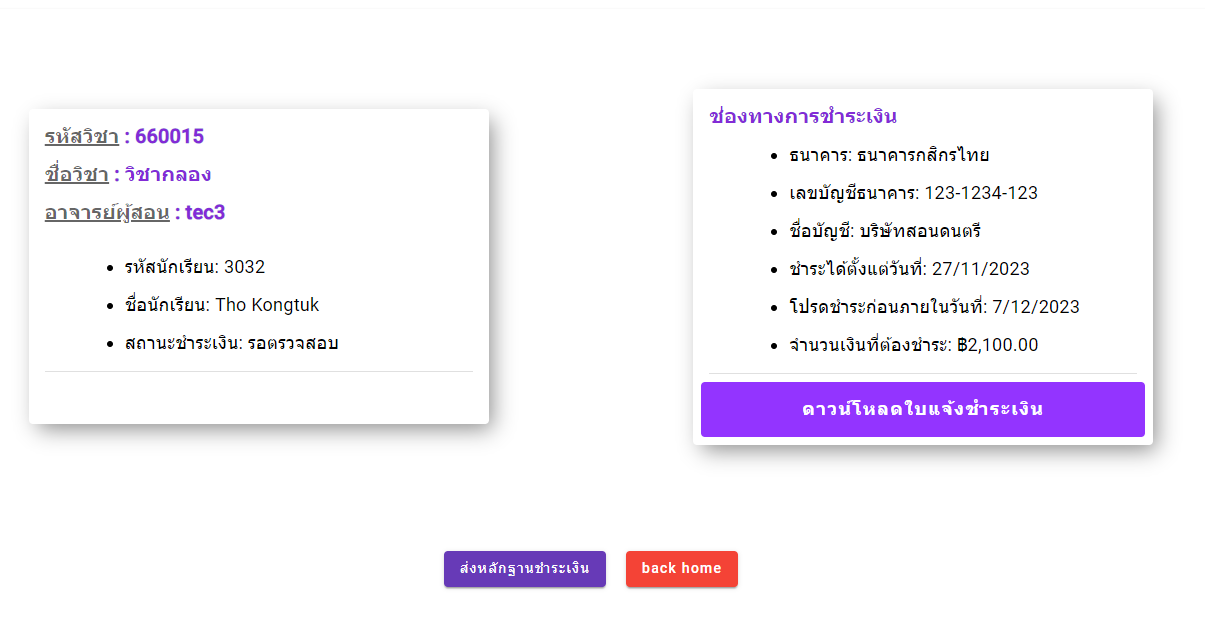 รหัสวิชา : 660015
ชื่อวิชา : วิชากลอง
อาจารย์ผู้สอน : tec3
รหัสนักเรียน: 3032
ชื่อนักเรียน: Tho Kongtuk
สถานะชำระเงิน: รอตรวจสอบ
ช่องทางการชำระเงิน
ธนาคาร: ธนาคารกสิกรไทย
เลขบัญชีธนาคาร: 123-1234-123
ชื่อบัญชี: บริษัทสอนดนตรี
ชำระได้ตั้งแต่วันที่: 27/11/2023
โปรดชำระก่อนภายในวันที่: 7/12/2023
จำนวนเงินที่ต้องชำระ: ฿2,100.00
ดาวน์โหลดใบแจ้งชำระเงิน
ส่งหลักฐานชำระเงิน
back home